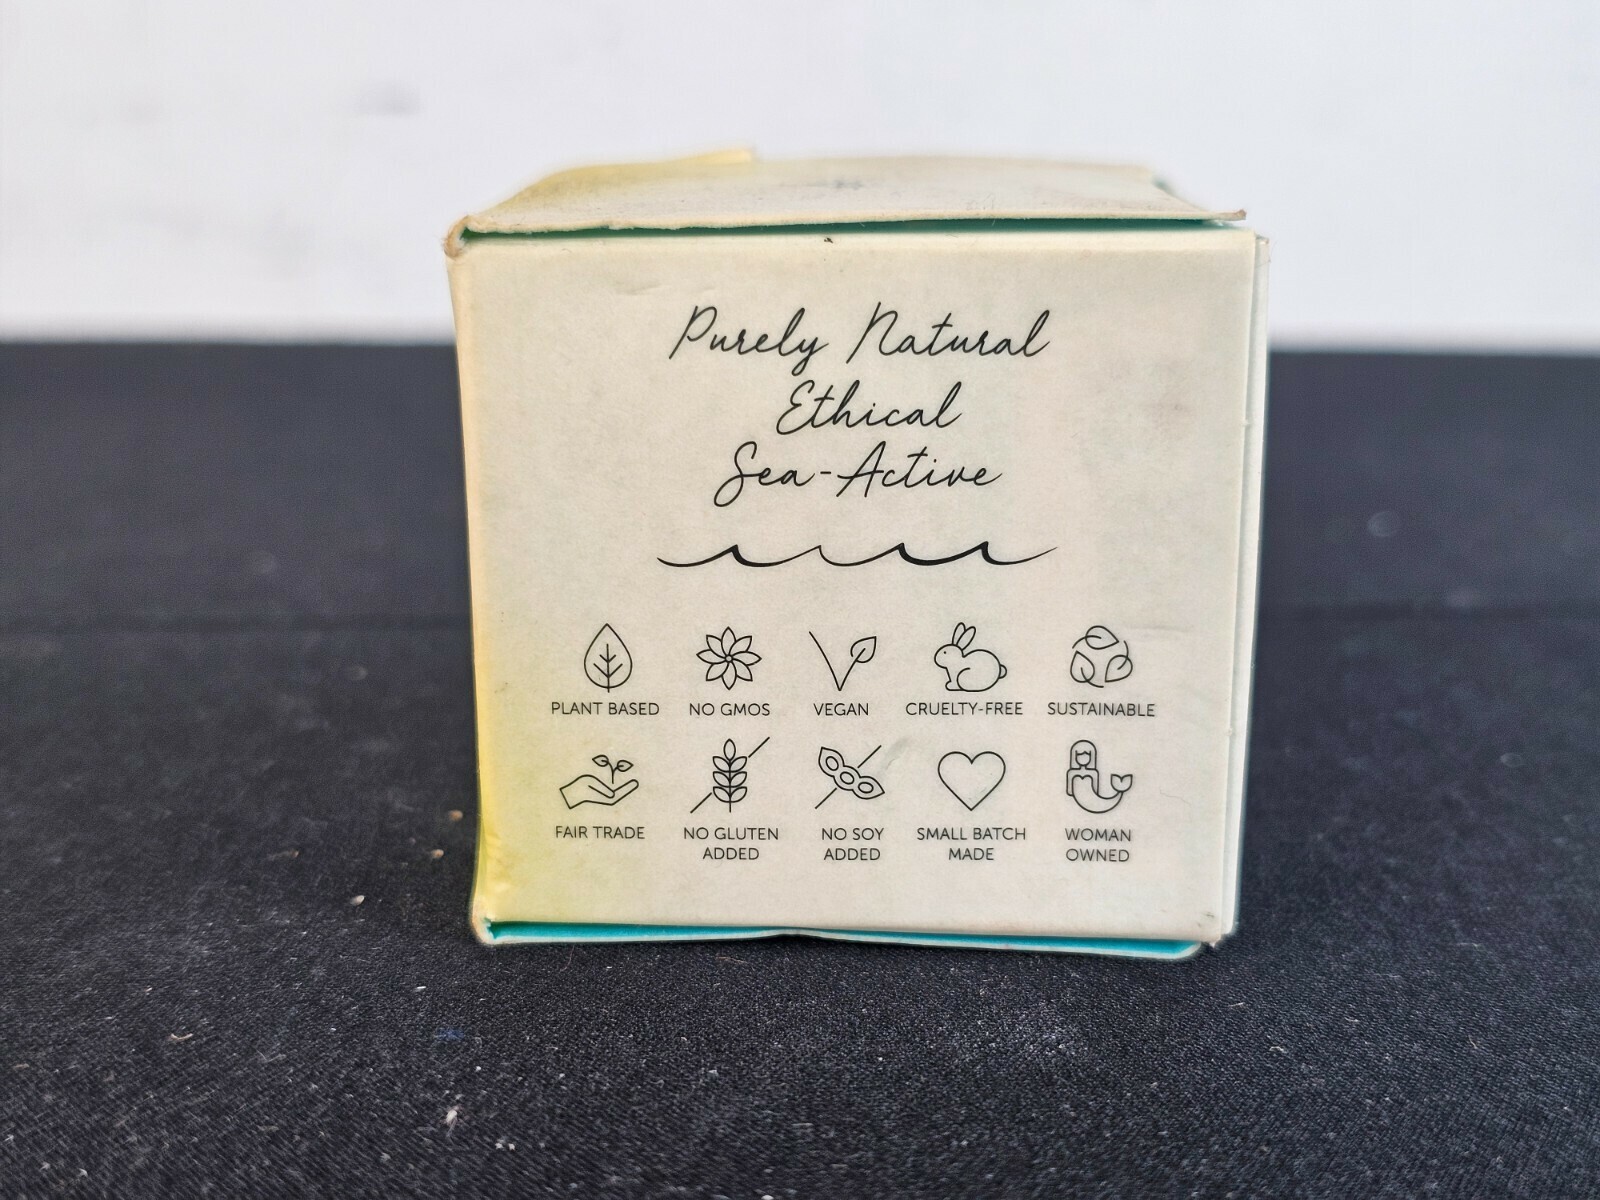 Purely Natural
Ethical
Sea-Active
PLANT BASED NO GMOS VEGAN CRUELTY-FREE SUSTAINABLE
FAIR TRADE NO GLUTEN ADDED NO SOY ADDED SMALL BATCH MADE WOMAN OWNED